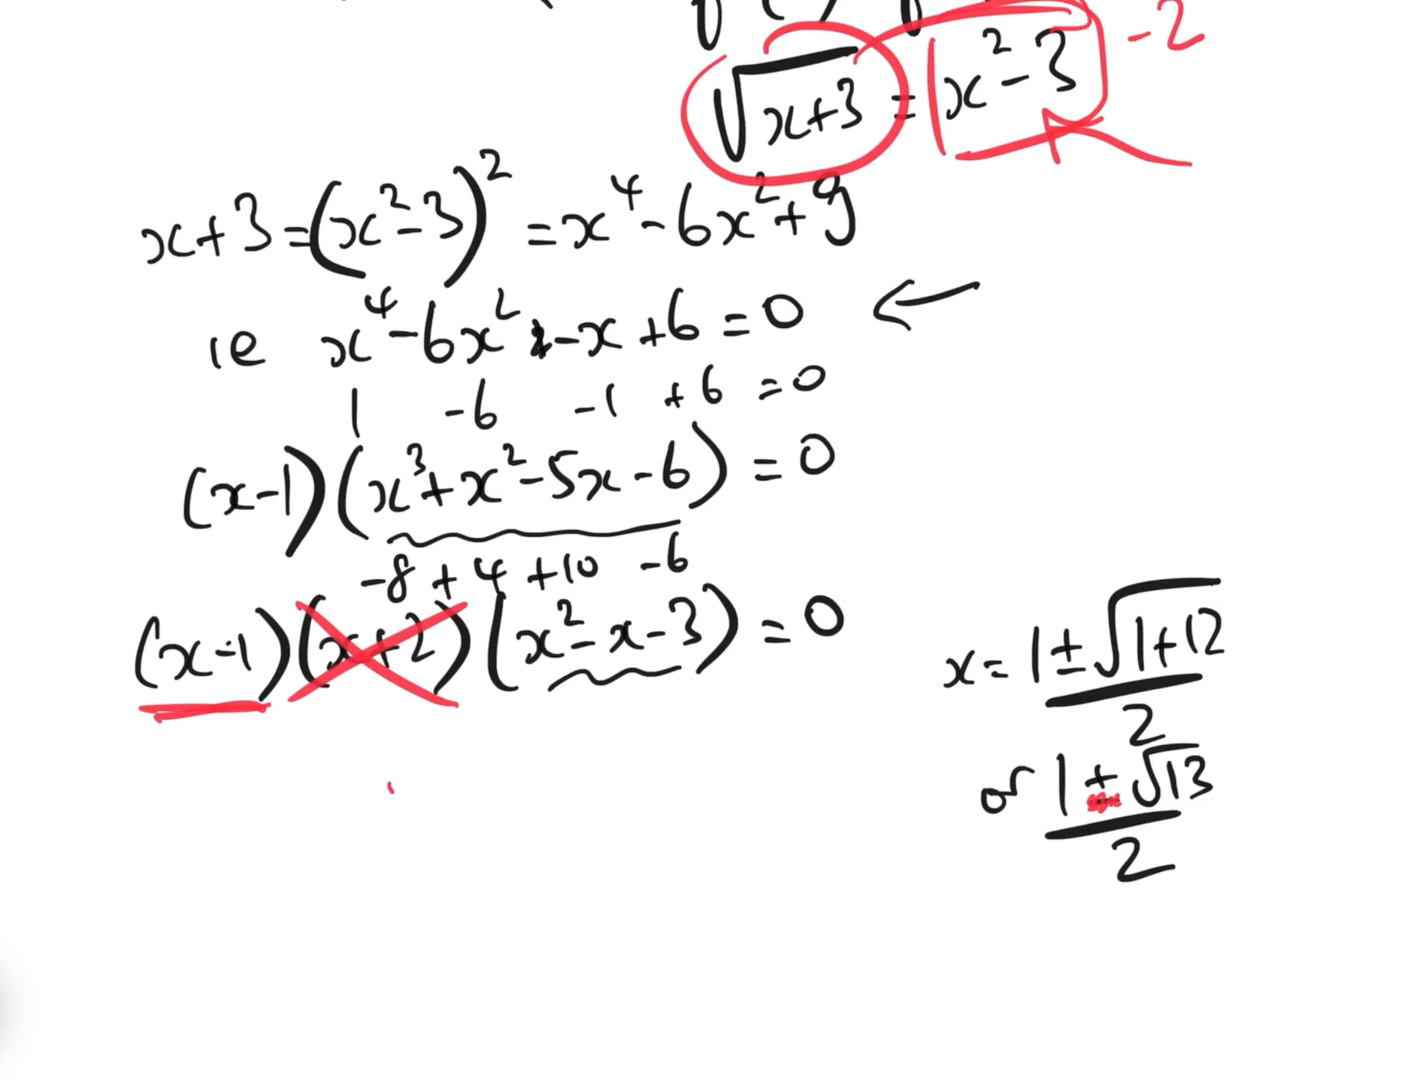 √(x+3) = x² - 3 -2
x+3 = (x²-3)² = x⁴ - 6x² + 9
ie x⁴ - 6x² - x + 6 = 0
1 -6 -1 +6 = 0
(x-1)(x³+x²-5x-6) = 0
-8 + 4 +10 -6
(x-1)(x+2)(x²-x-3) = 0
x = (1±√(1+12))/2
or (1±√13)/2